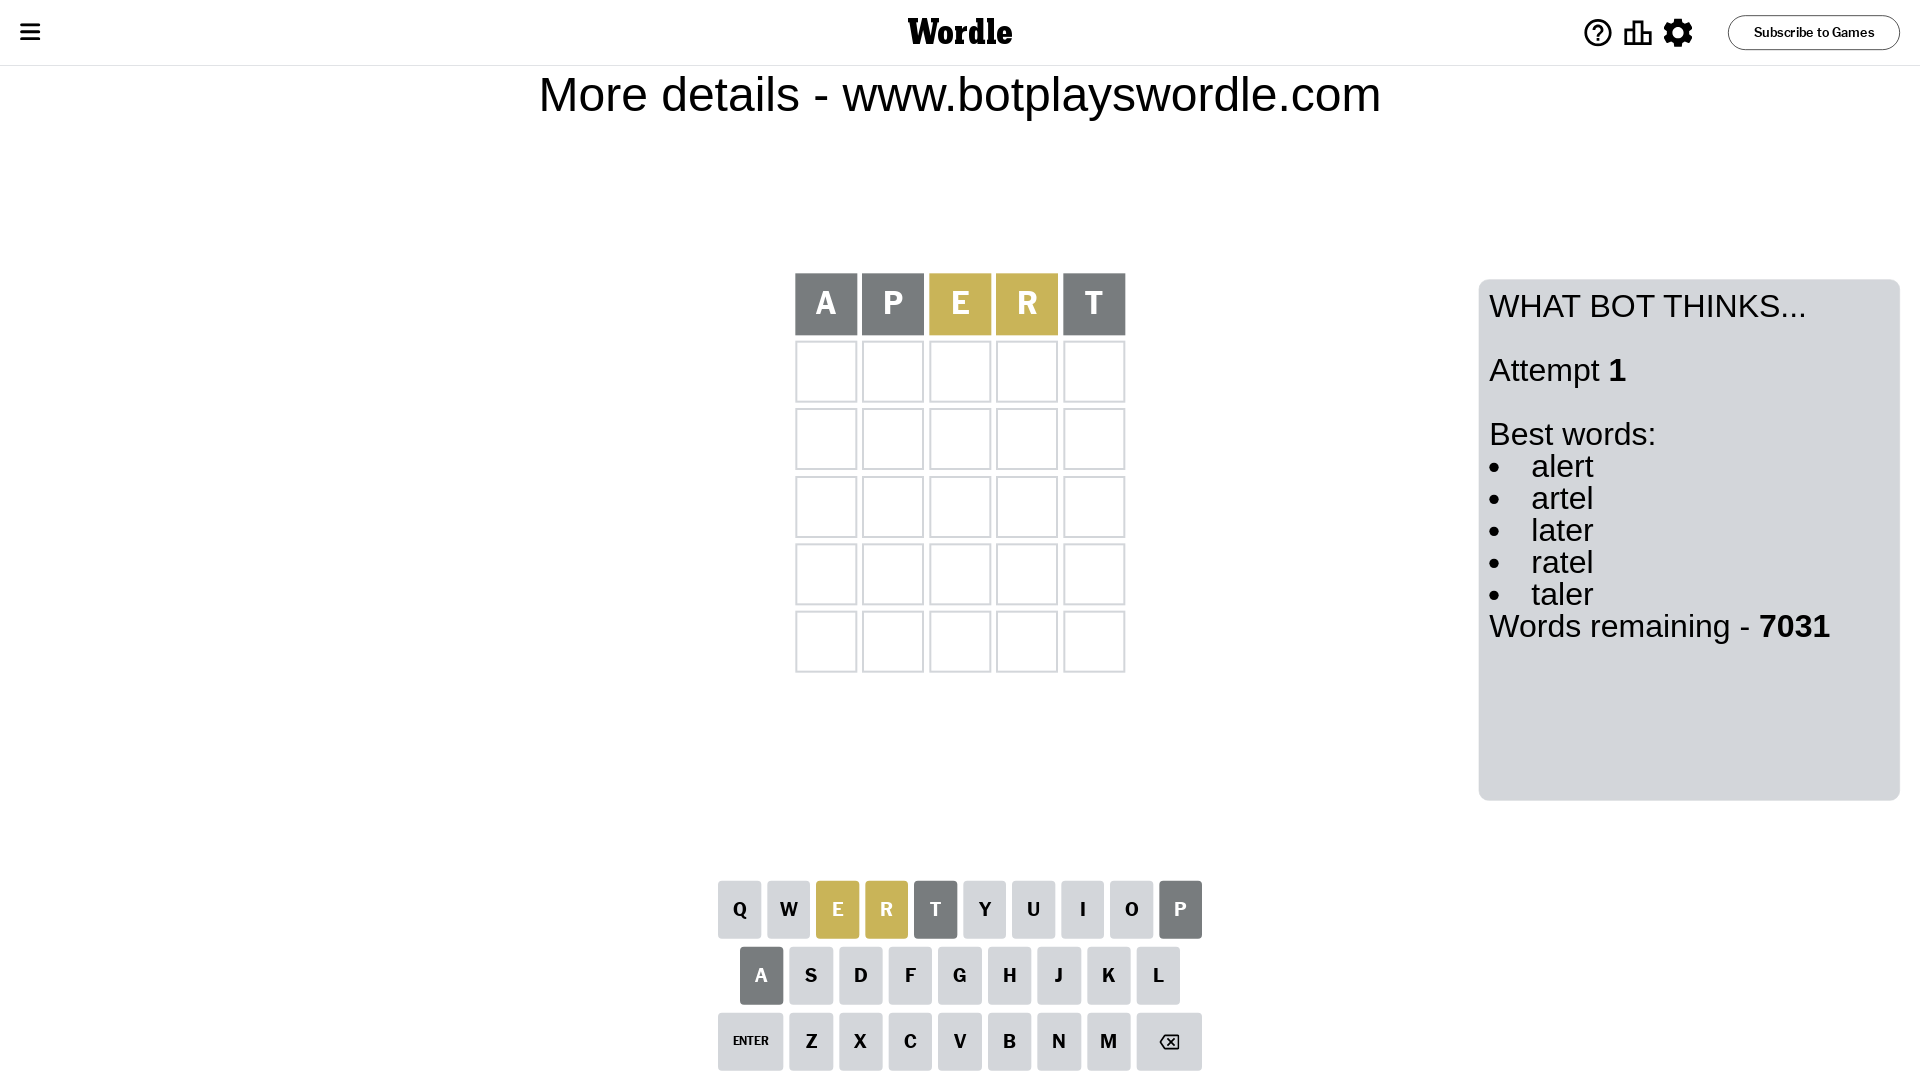 Wordle
Subscribe to Games
More details - www.botplayswordle.com
A P E R T
WHAT BOT THINKS...
Attempt 1
Best words:
• alert
• artel
• later
• ratel
• taler
Words remaining - 7031
Q W E R T Y U I O P
A S D F G H J K L
ENTER Z X C V B N M